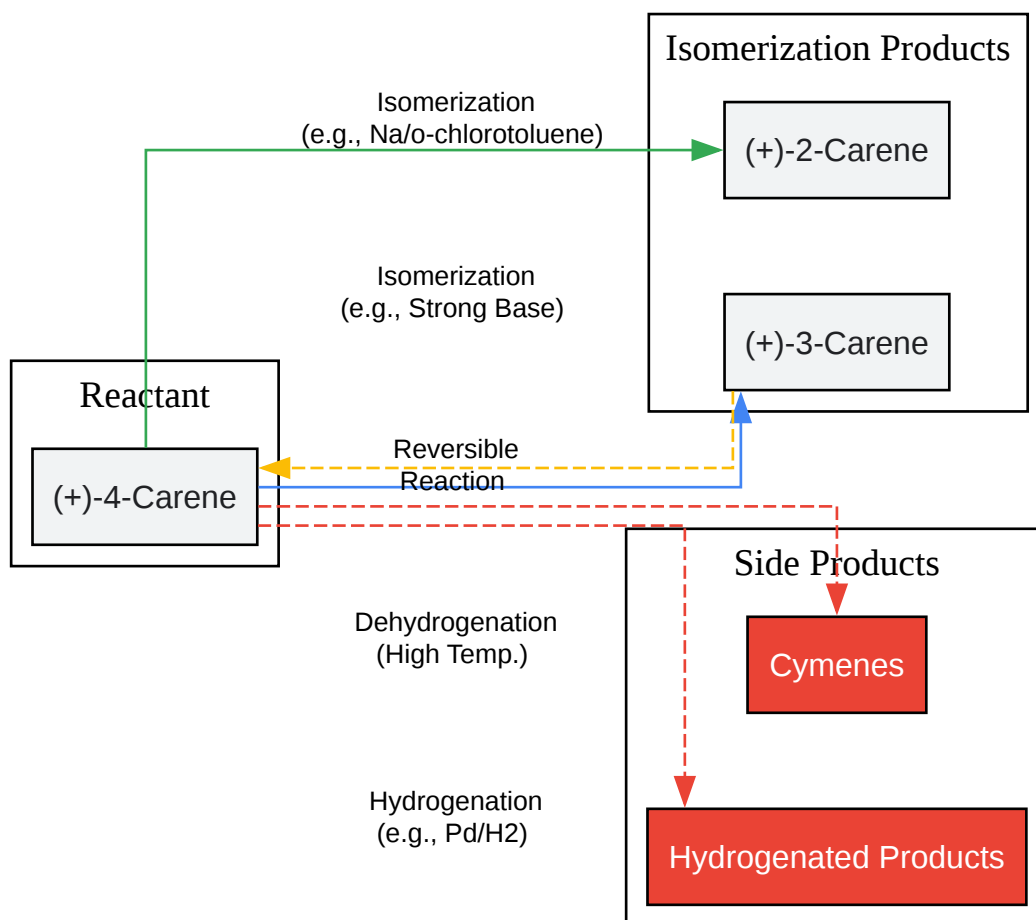 Isomerization Products
Isomerization
(e.g., Na/o-chlorotoluene)
(+)-2-Carene
Isomerization
(e.g., Strong Base)
(+)-3-Carene
Reactant
(+)-4-Carene
Reversible
Reaction
Side Products
Dehydrogenation
(High Temp.)
Cymenes
Hydrogenation
(e.g., Pd/H2)
Hydrogenated Products